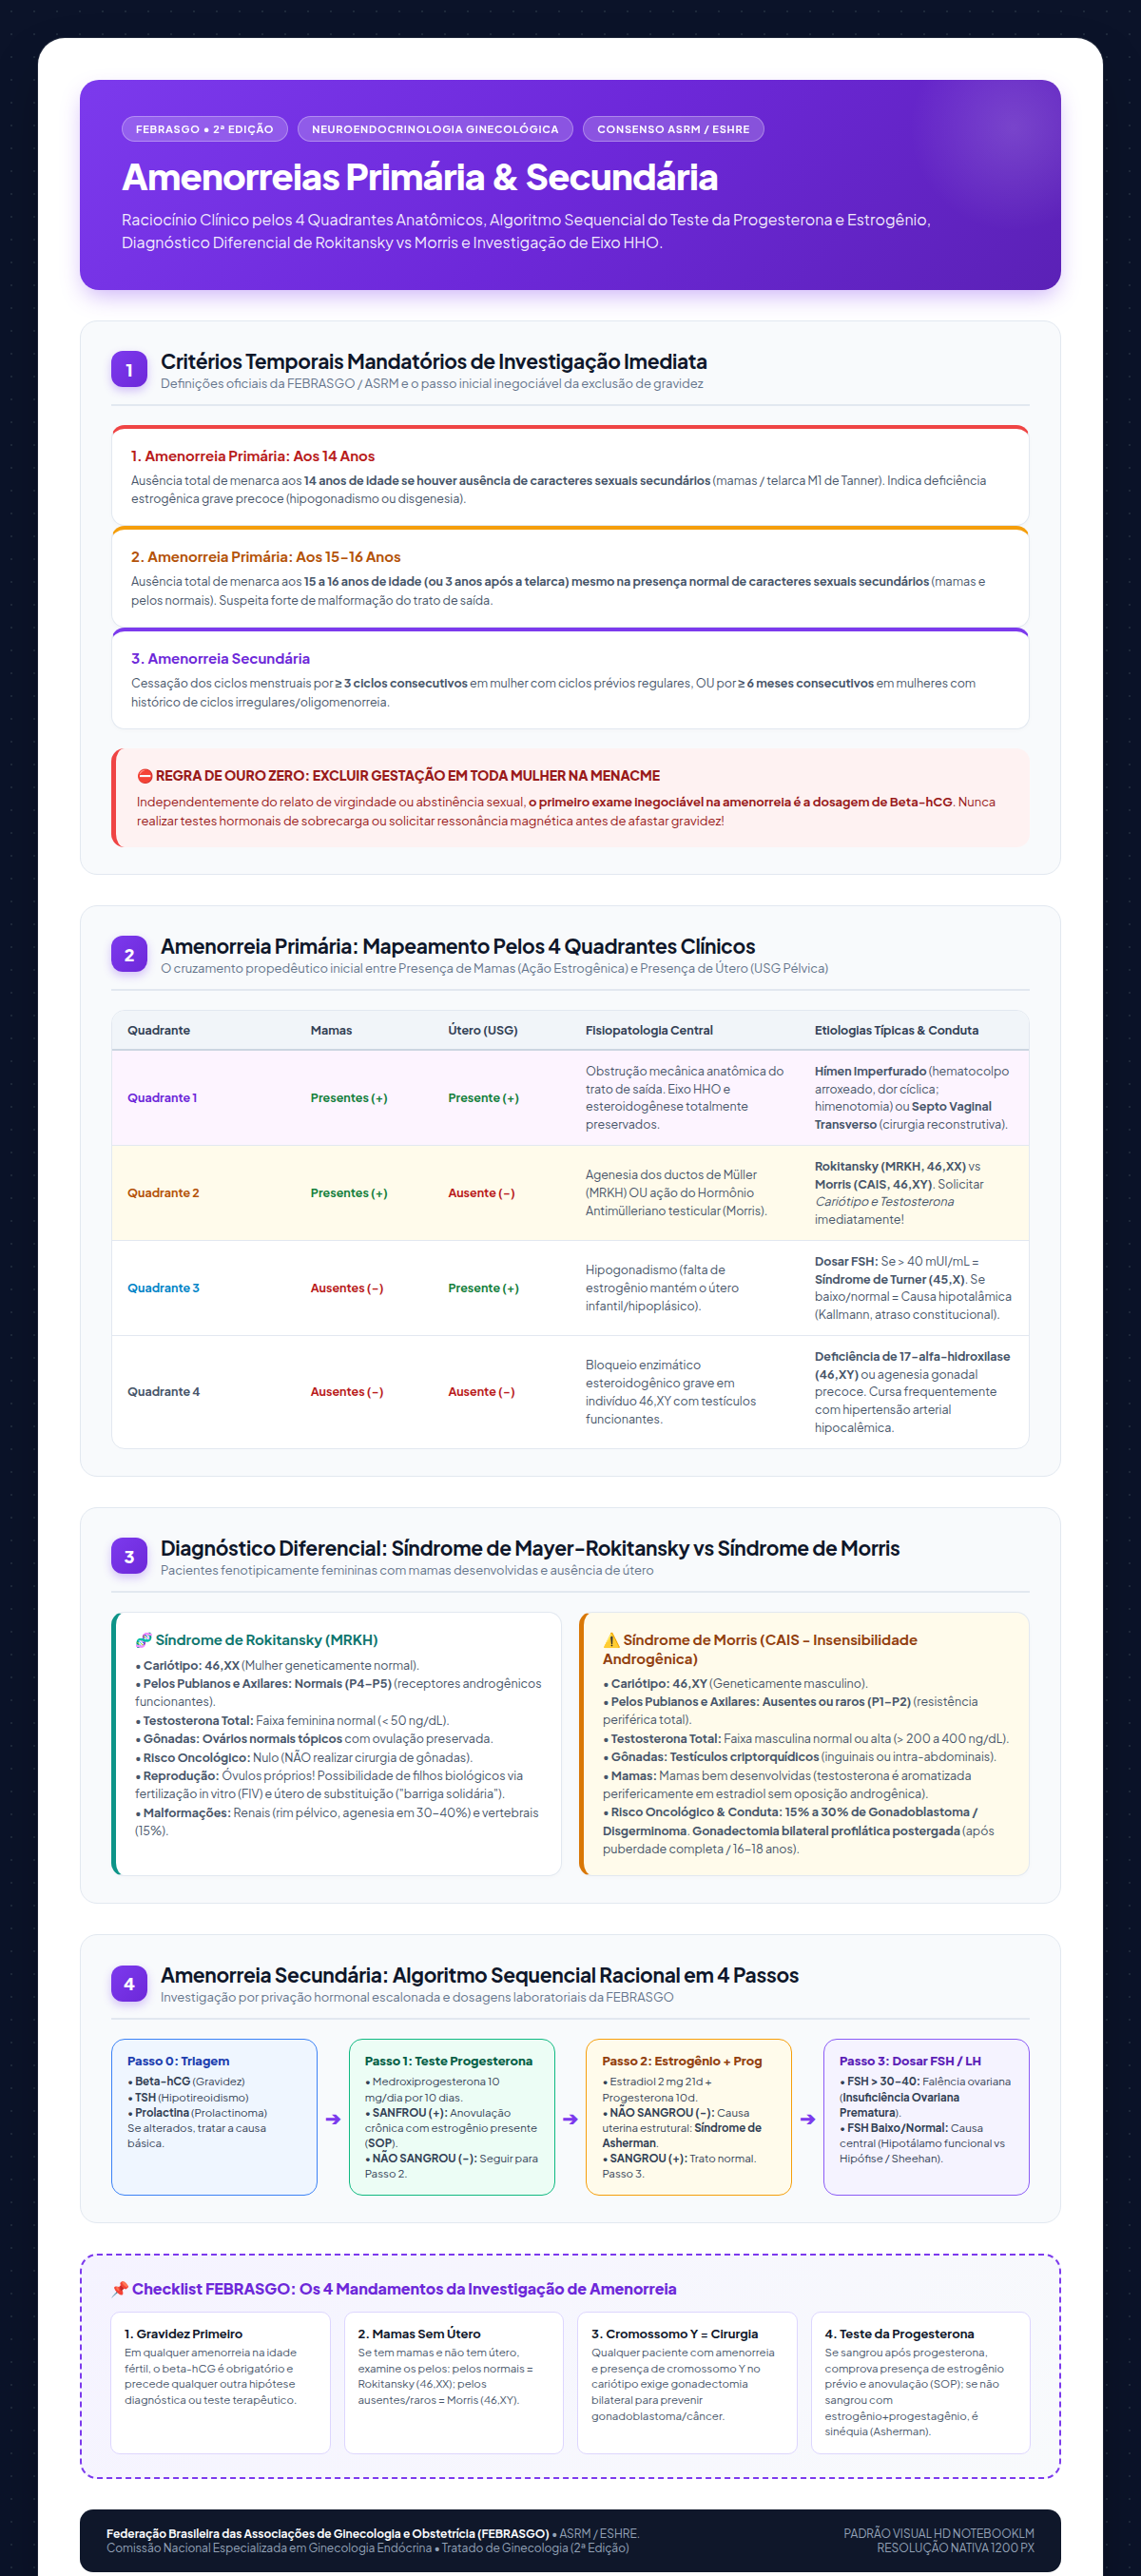 FEBRASGO • 2ª EDIÇÃO
NEUROENDOCRINOLOGIA GINECOLÓGICA
CONSENSO ASRM / ESHRE
Amenorreias Primária & Secundária
Raciocínio Clínico pelos 4 Quadrantes Anatômicos, Algoritmo Sequencial do Teste da Progesterona e Estrogênio,
Diagnóstico Diferencial de Rokitansky vs Morris e Investigação de Eixo HHO.
1
Critérios Temporais Mandatórios de Investigação Imediata
Definições oficiais da FEBRASGO / ASRM e o passo inicial inegociável da exclusão de gravidez
1. Amenorreia Primária: Aos 14 Anos
Ausência total de menarca aos 14 anos de idade se houver ausência de caracteres sexuais secundários (mamas / telarca M1 de Tanner). Indica deficiência
estrogênica grave precoce (hipogonadismo ou disgenesia).
2. Amenorreia Primária: Aos 15–16 Anos
Ausência total de menarca aos 15 a 16 anos de idade (ou 3 anos após a telarca) mesmo na presença normal de caracteres sexuais secundários (mamas e
pelos normais). Suspeita forte de malformação do trato de saída.
3. Amenorreia Secundária
Cessação dos ciclos menstruais por ≥ 3 ciclos consecutivos em mulher com ciclos prévios regulares, OU por ≥ 6 meses consecutivos em mulheres com
histórico de ciclos irregulares/oligomenorreia.
⛔ REGRA DE OURO ZERO: EXCLUIR GESTAÇÃO EM TODA MULHER NA MENACME
Independentemente do relato de virgindade ou abstinência sexual, o primeiro exame inegociável na amenorreia é a dosagem de Beta-hCG. Nunca
realizar testes hormonais de sobrecarga ou solicitar ressonância magnética antes de afastar gravidez!
2
Amenorreia Primária: Mapeamento Pelos 4 Quadrantes Clínicos
O cruzamento propedêutico inicial entre Presença de Mamas (Ação Estrogênica) e Presença de Útero (USG Pélvica)
Quadrante
Mamas
Útero (USG)
Fisiopatologia Central
Etiologias Típicas & Conduta
Quadrante 1
Presentes (+)
Presente (+)
Obstrução mecânica anatômica do
trato de saída. Eixo HHO e
esteroidogênese totalmente
preservados.
Hímen Imperfurado (hematocolpo
arroxeado, dor cíclica;
himenotomia) ou Septo Vaginal
Transverso (cirurgia reconstrutiva).
Quadrante 2
Presentes (+)
Ausente (-)
Agenesia dos ductos de Müller
(MRKH) OU ação do Hormônio
Antimülleriano testicular (Morris).
Rokitansky (MRKH, 46,XX) vs
Morris (CAIS, 46,XY). Solicitar
Cariótipo e Testosterona
imediatamente!
Quadrante 3
Ausentes (-)
Presente (+)
Hipogonadismo (falta de
estrogênio mantém o útero
infantil/hipoplásico).
Dosar FSH: Se > 40 mUI/mL =
Síndrome de Turner (45,X). Se
baixo/normal = Causa hipotalâmica
(Kallmann, atraso constitucional).
Quadrante 4
Ausentes (-)
Ausente (-)
Bloqueio enzimático
esteroidogênico grave em
indivíduo 46,XY com testículos
funcionantes.
Deficiência de 17-alfa-hidroxilase
(46,XY) ou agenesia gonadal
precoce. Cursa frequentemente
com hipertensão arterial
hipocalêmica.
3
Diagnóstico Diferencial: Síndrome de Mayer-Rokitansky vs Síndrome de Morris
Pacientes fenotipicamente femininas com mamas desenvolvidas e ausência de útero
🧬 Síndrome de Rokitansky (MRKH)
• Cariótipo: 46,XX (Mulher geneticamente normal).
• Pelos Pubianos e Axilares: Normais (P4-P5) (receptores androgênicos
funcionantes).
• Testosterona Total: Faixa feminina normal (< 50 ng/dL).
• Gônadas: Ovários normais tópicos com ovulação preservada.
• Risco Oncológico: Nulo (NÃO realizar cirurgia de gônadas).
• Reprodução: Óvulos próprios! Possibilidade de filhos biológicos via
fertilização in vitro (FIV) e útero de substituição ("barriga solidária").
• Malformações: Renais (rim pélvico, agenesia em 30-40%) e vertebrais
(15%).
⚠️ Síndrome de Morris (CAIS - Insensibilidade
Androgênica)
• Cariótipo: 46,XY (Geneticamente masculino).
• Pelos Pubianos e Axilares: Ausentes ou raros (P1-P2) (resistência
periférica total).
• Testosterona Total: Faixa masculina normal ou alta (> 200 a 400 ng/dL).
• Gônadas: Testículos criptorquídicos (inguinais ou intra-abdominais).
• Mamas: Mamas bem desenvolvidas (testosterona é aromatizada
perifericamente em estradiol sem oposição androgênica).
• Risco Oncológico & Conduta: 15% a 30% de Gonadoblastoma /
Disgerminoma. Gonadectomia bilateral profilática postergada (após
puberdade completa / 16-18 anos).
4
Amenorreia Secundária: Algoritmo Sequencial Racional em 4 Passos
Investigação por privação hormonal escalonada e dosagens laboratoriais da FEBRASGO
Passo 0: Triagem
• Beta-hCG (Gravidez)
• TSH (Hipotireoidismo)
• Prolactina (Prolactinoma)
Se alterados, tratar a causa
básica.
➔
Passo 1: Teste Progesterona
• Medroxiprogesterona 10
mg/dia por 10 dias.
• SANFROU (+): Anovulação
crônica com estrogênio presente
(SOP).
• NÃO SANGROU (-): Seguir para
Passo 2.
➔
Passo 2: Estrogênio + Prog
• Estradiol 2 mg 21d +
Progesterona 10d.
• NÃO SANGROU (-): Causa
uterina estrutural: Síndrome de
Asherman.
• SANGROU (+): Trato normal.
Passo 3.
➔
Passo 3: Dosar FSH / LH
• FSH > 30-40: Falência ovariana
(Insuficiência Ovariana
Prematura).
• FSH Baixo/Normal: Causa
central (Hipotálamo funcional vs
Hipófise / Sheehan).
📌 Checklist FEBRASGO: Os 4 Mandamentos da Investigação de Amenorreia
1. Gravidez Primeiro
Em qualquer amenorreia na idade
fértil, o beta-hCG é obrigatório e
precede qualquer outra hipótese
diagnóstica ou teste terapêutico.
2. Mamas Sem Útero
Se tem mamas e não tem útero,
examine os pelos: pelos normais =
Rokitansky (46,XX); pelos
ausentes/raros = Morris (46,XY).
3. Cromossomo Y = Cirurgia
Qualquer paciente com amenorreia
e presença de cromossomo Y no
cariótipo exige gonadectomia
bilateral para prevenir
gonadoblastoma/câncer.
4. Teste da Progesterona
Se sangrou após progesterona,
comprova presença de estrogênio
prévio e anovulação (SOP); se não
sangrou com
estrogênio+progestagênio, é
sinéquia (Asherman).
Federação Brasileira das Associações de Ginecologia e Obstetrícia (FEBRASGO) • ASRM / ESHRE.
Comissão Nacional Especializada em Ginecologia Endócrina • Tratado de Ginecologia (2ª Edição)
PADRÃO VISUAL HD NOTEBOOKLM
RESOLUÇÃO NATIVA 1200 PX